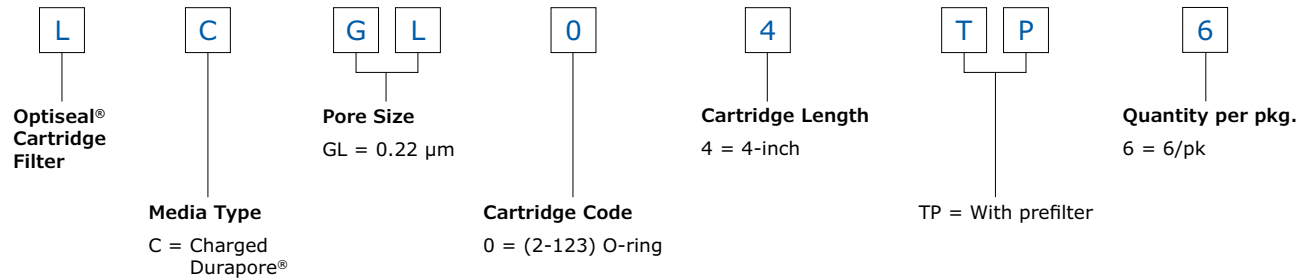 L C G L 0 4 T P 6
Optiseal®
Cartridge
Filter
Pore Size
GL = 0.22 µm
Cartridge Length
4 = 4-inch
Quantity per pkg.
6 = 6/pk
Media Type
C = Charged
Durapore®
Cartridge Code
0 = (2-123) O-ring
TP = With prefilter